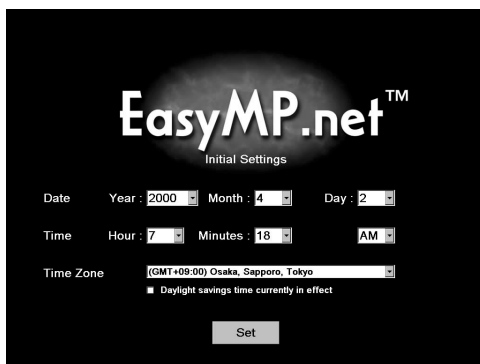 EasyMP.net™
Initial Settings
Date Year : 2000 Month : 4 Day : 2
Time Hour : 7 Minutes : 18 AM
Time Zone (GMT+09:00) Osaka, Sapporo, Tokyo
Daylight savings time currently in effect
Set